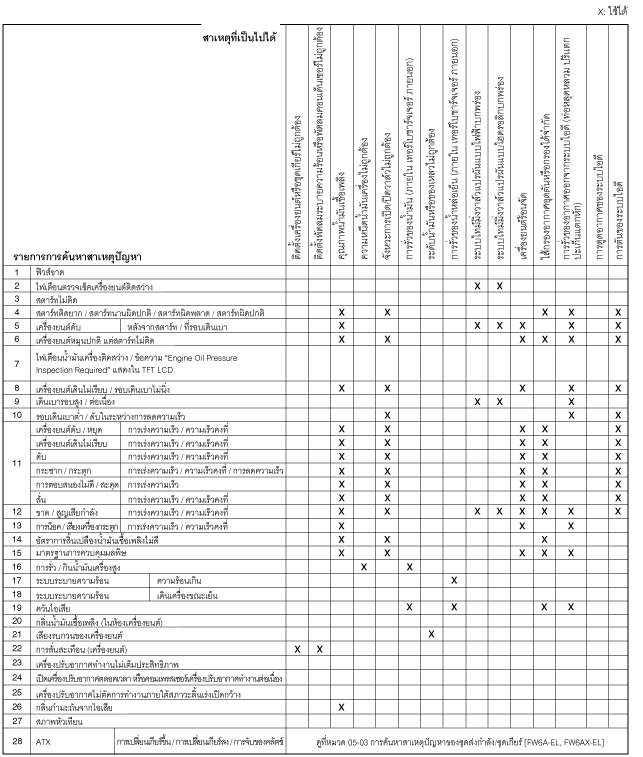 X: ใช้ได้
สาเหตุที่เป็นไปได้
รายการการค้นหาสาเหตุปัญหา
ติดตั้งเครื่องยนต์หรือชุดเกียร์ไม่ถูกต้อง
ติดตั้งพัดลมระบายความร้อนหรือพัดลมคอนเด็นเซอร์ไม่ถูกต้อง
คุณภาพน้ำมันเชื้อเพลิง
ความหนืดน้ำมันเครื่องไม่ถูกต้อง
จังหวะการเปิด/ปิดวาล์วไม่ถูกต้อง
การรั่วของน้ำมัน (ภายใน เทอร์โบชาร์จเจอร์ ภายนอก)
ระดับน้ำมันหรือของเหลวไม่ถูกต้อง
การรั่วของน้ำหล่อเย็น (ภายใน เทอร์โบชาร์จเจอร์ ภายนอก)
ระบบไทม์มิ่งวาล์วแปรผันแบบไฟฟ้าบกพร่อง
ระบบไทม์มิ่งวาล์วแปรผันแบบไฮดรอลิกบกพร่อง
เครื่องยนต์ร้อนจัด
ไส้กรองอากาศอุดตันหรือกรองได้จำกัด
การรั่วของอากาศออกจากระบบไอดี (ท่อหลุดหลวม ปริแตก
ปะเก็นแตกหัก)
การดูดอากาศของระบบไอดี
การตันของระบบไอดี
1 ฟิวส์ขาด
2 ไฟเตือนตรวจเช็คเครื่องยนต์ติดสว่าง X X
3 สตาร์ทไม่ติด
4 สตาร์ทติดยาก / สตาร์ทนานผิดปกติ / สตาร์ทผิดพลาด / สตาร์ทผิดปกติ X X X X X
5 เครื่องยนต์ดับ หลังจากสตาร์ท / ที่รอบเดินเบา X X X X X X
6 เครื่องยนต์หมุนปกติ แต่สตาร์ทไม่ติด X X X X X X
7 ไฟเตือนน้ำมันเครื่องติดสว่าง / ข้อความ "Engine Oil Pressure
Inspection Required" แสดงใน TFT LCD
8 เครื่องยนต์เดินไม่เรียบ / รอบเดินเบาไม่นิ่ง X X X X X
9 เดินเบารอบสูง / ต่อเนื่อง X X X
10 รอบเดินเบาต่ำ / ดับในระหว่างการลดความเร็ว X X X
11 เครื่องยนต์ดับ / หยุด การเร่งความเร็ว / ความเร็วคงที่ X X X X X
เครื่องยนต์เดินไม่เรียบ การเร่งความเร็ว / ความเร็วคงที่ X X X X X
ดับ การเร่งความเร็ว / ความเร็วคงที่ X X X X X
กระชาก / กระตุก การเร่งความเร็ว / ความเร็วคงที่ / การลดความเร็ว X X X X X
การตอบสนองไม่ดี / สะดุด การเร่งความเร็ว X X X X X
สั่น การเร่งความเร็ว / ความเร็วคงที่ X X X X X
12 ขาด / สูญเสียกำลัง การเร่งความเร็ว / ความเร็วคงที่ X X X X X X X X
13 การน็อค / เสียงเครื่องกระตุก การเร่งความเร็ว / ความเร็วคงที่ X X X
14 อัตราการสิ้นเปลืองน้ำมันเชื้อเพลิงไม่ดี X X X
15 มาตรฐานการควบคุมมลพิษ X X X X X
16 การรั่ว / กินน้ำมันเครื่องสูง X X
17 ระบบระบายความร้อน ความร้อนเกิน X
18 ระบบระบายความร้อน เดินเครื่องขณะเย็น
19 ควันไอเสีย X X X X
20 กลิ่นน้ำมันเชื้อเพลิง (ในห้องเครื่องยนต์)
21 เสียงรบกวนของเครื่องยนต์ X
22 การสั่นสะเทือน (เครื่องยนต์) X X
23 เครื่องปรับอากาศทำงานไม่เต็มประสิทธิภาพ
24 เปิดเครื่องปรับอากาศตลอดเวลา หรือคอมเพรสเซอร์เครื่องปรับอากาศทำงานต่อเนื่อง
25 เครื่องปรับอากาศไม่ตัดการทำงานภายใต้สภาวะลิ้นเร่งเปิดกว้าง
26 กลิ่นกำมะถันจากไอเสีย X
27 สภาพหัวเทียน
28 ATX การเปลี่ยนเกียร์ขึ้น / การเปลี่ยนเกียร์ลง / การจับของคลัตช์ ดูที่หมวด 05-03 การค้นหาสาเหตุปัญหาของชุดส่งกำลัง/ชุดเกียร์ [FW6A-EL, FW6AX-EL]